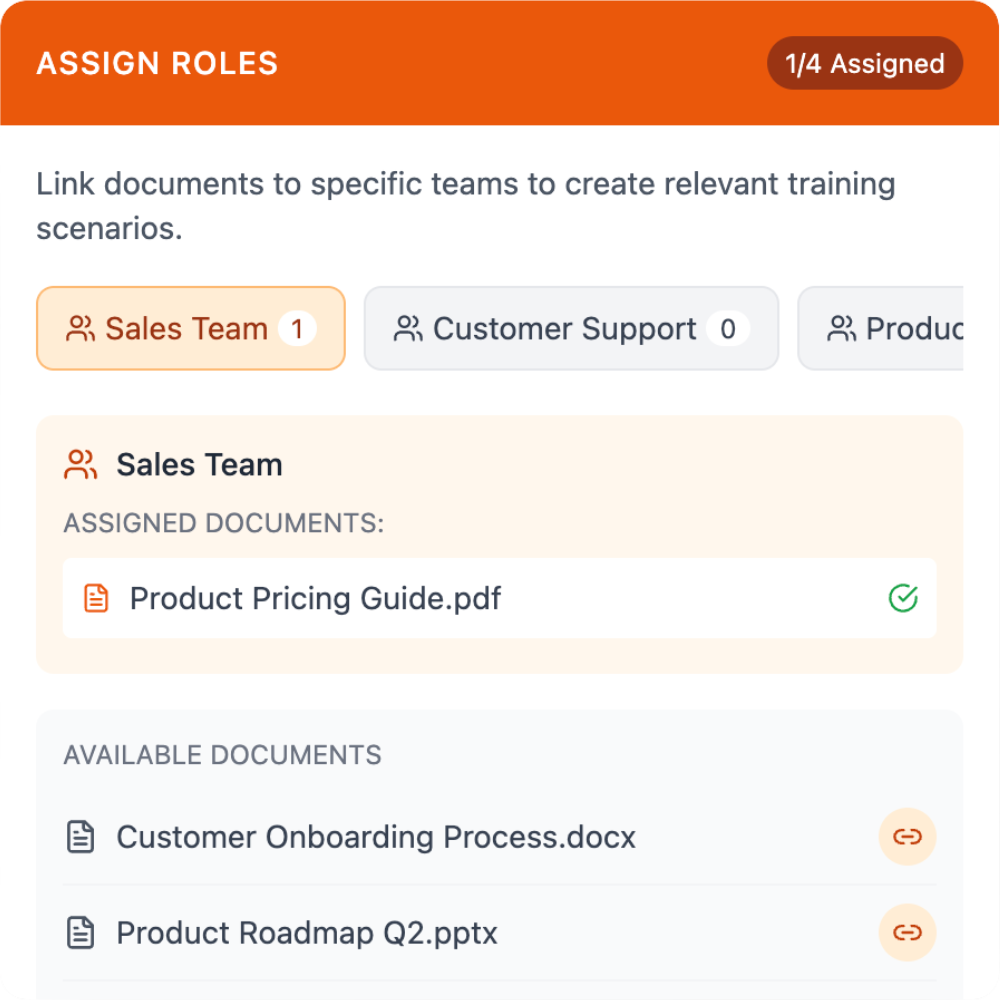 ASSIGN ROLES
1/4 Assigned
Link documents to specific teams to create relevant training
scenarios.
Sales Team 1
Customer Support 0
Sales Team
ASSIGNED DOCUMENTS:
Product Pricing Guide.pdf
AVAILABLE DOCUMENTS
Customer Onboarding Process.docx
Product Roadmap Q2.pptx